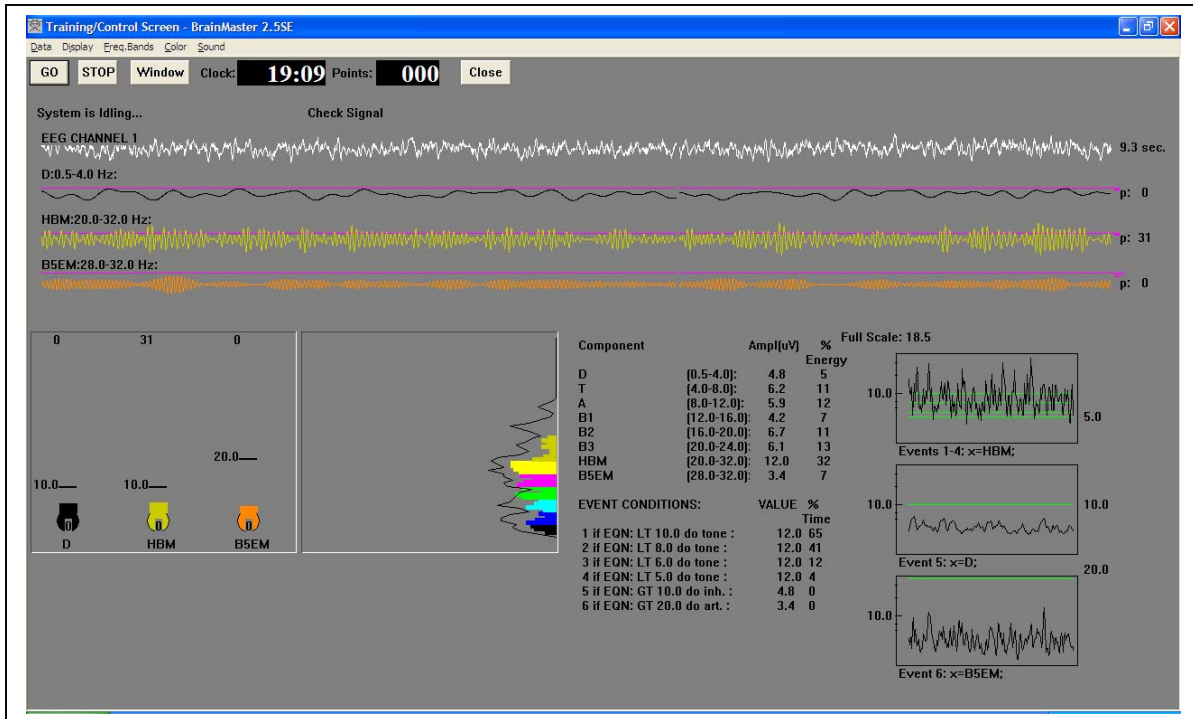 Training/Control Screen - BrainMaster 2.5SE
Data Display Freq.Bands Color Sound
GO STOP Window Clock: 19:09 Points: 000 Close
System is Idling... Check Signal
EEG CHANNEL 1
9.3 sec.
D:0.5-4.0 Hz:
p: 0
HBM:20.0-32.0 Hz:
p: 31
B5EM:28.0-32.0 Hz:
p: 0
0 31 0
20.0
10.0 10.0
0 0 0
D HBM B5EM
Component Ampl(uV) % Energy
D (0.5-4.0): 4.8 5
T (4.0-8.0): 6.2 11
A (8.0-12.0): 5.9 12
B1 (12.0-16.0): 4.2 7
B2 (16.0-20.0): 6.7 11
B3 (20.0-24.0): 6.1 13
HBM (20.0-32.0): 12.0 32
B5EM (28.0-32.0): 3.4 7
EVENT CONDITIONS: VALUE % Time
1 if EQN: LT 10.0 do tone : 12.0 65
2 if EQN: LT 8.0 do tone : 12.0 41
3 if EQN: LT 6.0 do tone : 12.0 12
4 if EQN: LT 5.0 do tone : 12.0 4
5 if EQN: GT 10.0 do inh. : 4.8 0
6 if EQN: GT 20.0 do art. : 3.4 0
Full Scale: 18.5
10.0
5.0
Events 1-4: x=HBM;
10.0 10.0
Event 5: x=D;
20.0
10.0
Event 6: x=B5EM;